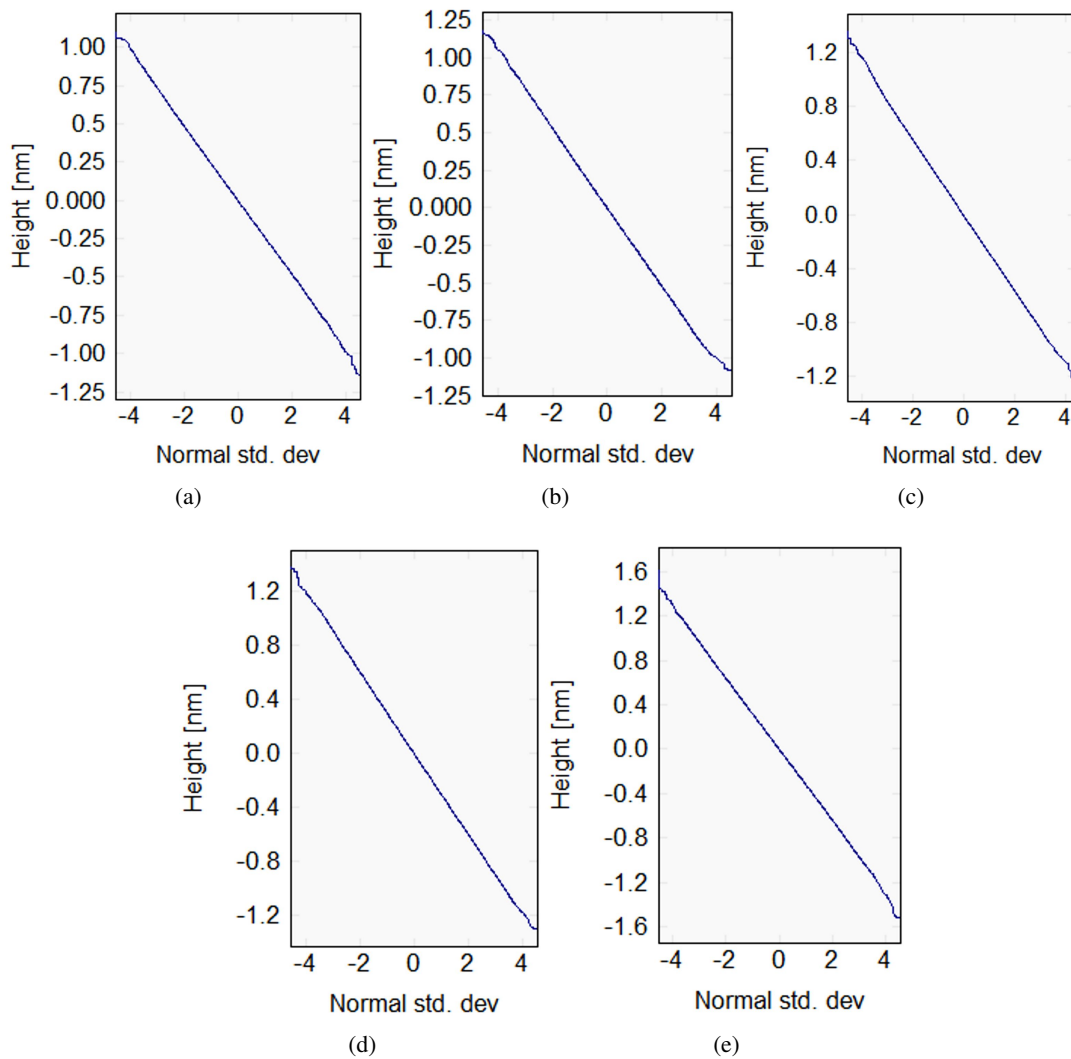 1.00
0.75
0.5
0.25
0.000
-0.25
-0.5
-0.75
-1.00
-1.25
Height [nm]
-4 -2 0 2 4
Normal std. dev
(a)
1.25
1.00
0.75
0.5
0.25
0.000
-0.25
-0.5
-0.75
-1.00
-1.25
Height [nm]
-4 -2 0 2 4
Normal std. dev
(b)
1.2
0.8
0.4
0.0
-0.4
-0.8
-1.2
Height [nm]
-4 -2 0 2 4
Normal std. dev
(c)
1.2
0.8
0.4
0.0
-0.4
-0.8
-1.2
Height [nm]
-4 -2 0 2 4
Normal std. dev
(d)
1.6
1.2
0.8
0.4
0.0
-0.4
-0.8
-1.2
-1.6
Height [nm]
-4 -2 0 2 4
Normal std. dev
(e)